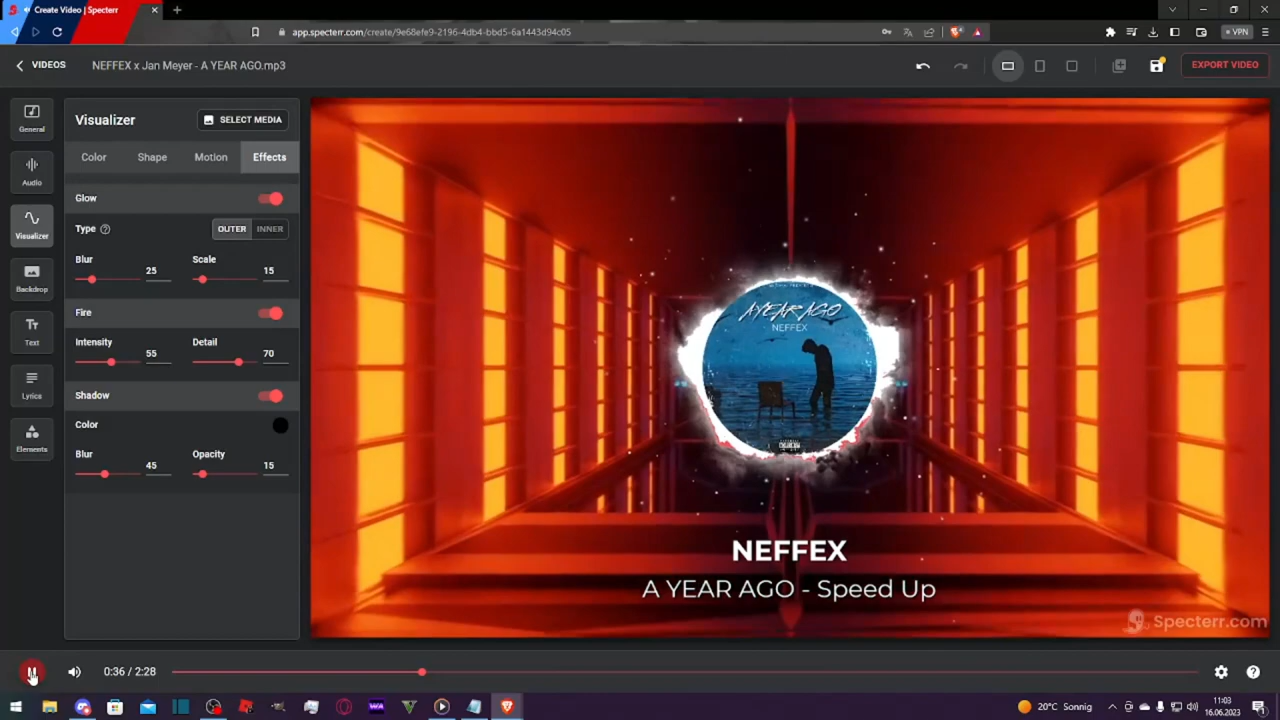 Create Video | Specterr
app.specterr.com/create/9e68efe9-2196-4db4-bbd5-6a1443d94c05
VPN
VIDEOS
NEFFEX x Jan Meyer - A YEAR AGO.mp3
EXPORT VIDEO
General
Audio
Visualizer
Backdrop
Text
Lyrics
Elements
Visualizer
SELECT MEDIA
Color Shape Motion Effects
Glow
Type OUTER INNER
Blur 25 Scale 15
Fire
Intensity 55 Detail 70
Shadow
Color
Blur 45 Opacity 15
A YEAR AGO
NEFFEX
NEFFEX
A YEAR AGO - Speed Up
Specterr.com
0:36 / 2:28
20°C Sonnig
11:03
16.06.2023